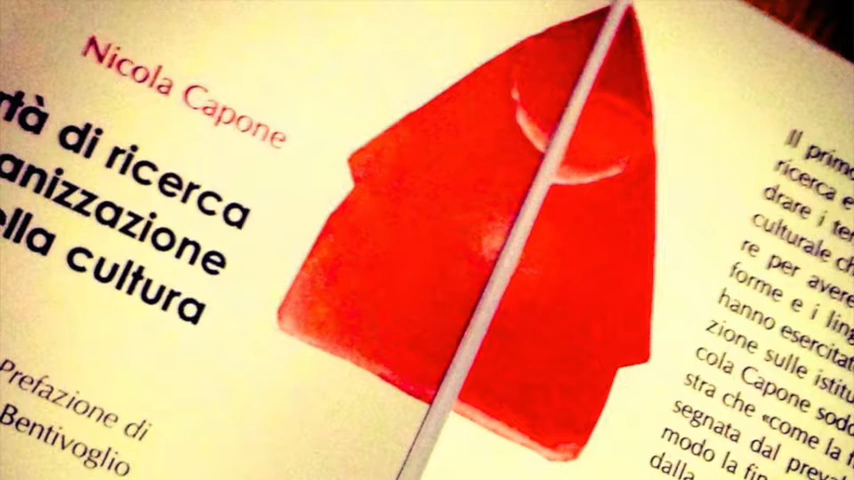 Nicola Capone
rtà di ricerca
anizzazione
ella cultura
Prefazione di
Bentivoglio
Il primo
ricerca e
drare i ter
culturale ch
re per avere
forme e i ling
hanno esercitat
zione sulle istitu
cola Capone sodd
stra che «come la f
segnata dal preval
modo la fin
dalla